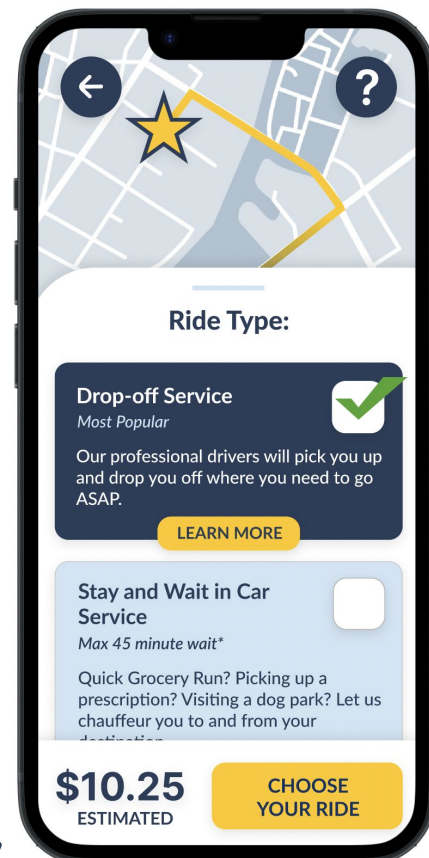 ?
Ride Type:
Drop-off Service
Most Popular
Our professional drivers will pick you up
and drop you off where you need to go
ASAP.
LEARN MORE
Stay and Wait in Car
Service
Max 45 minute wait*
Quick Grocery Run? Picking up a
prescription? Visiting a dog park? Let us
chauffeur you to and from your
$10.25
ESTIMATED
CHOOSE
YOUR RIDE